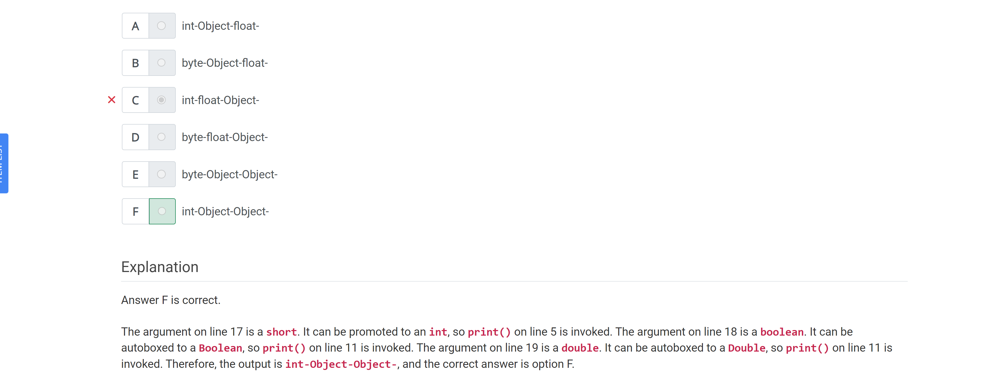 A int-Object-float-
B byte-Object-float-
C int-float-Object-
D byte-float-Object-
E byte-Object-Object-
F int-Object-Object-
Explanation
Answer F is correct.
The argument on line 17 is a short. It can be promoted to an int, so print() on line 5 is invoked. The argument on line 18 is a boolean. It can be
autoboxed to a Boolean, so print() on line 11 is invoked. The argument on line 19 is a double. It can be autoboxed to a Double, so print() on line 11 is
invoked. Therefore, the output is int-Object-Object-, and the correct answer is option F.